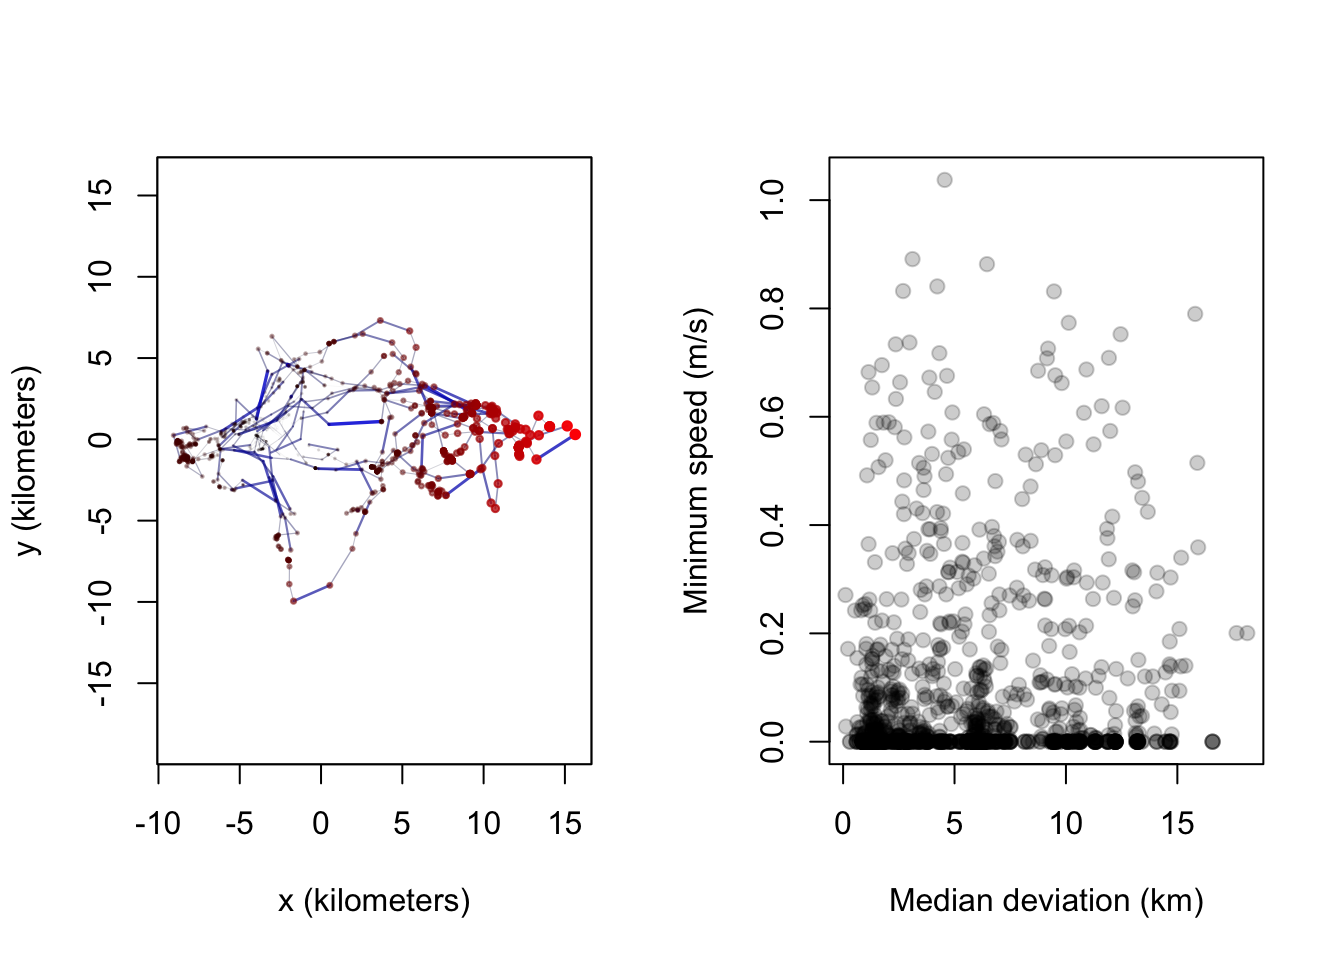 15
10
5
0
-5
-10
-15
y (kilometers)
-10 -5 0 5 10 15
x (kilometers)
1.0
0.8
0.6
0.4
0.2
0.0
Minimum speed (m/s)
0 5 10 15
Median deviation (km)